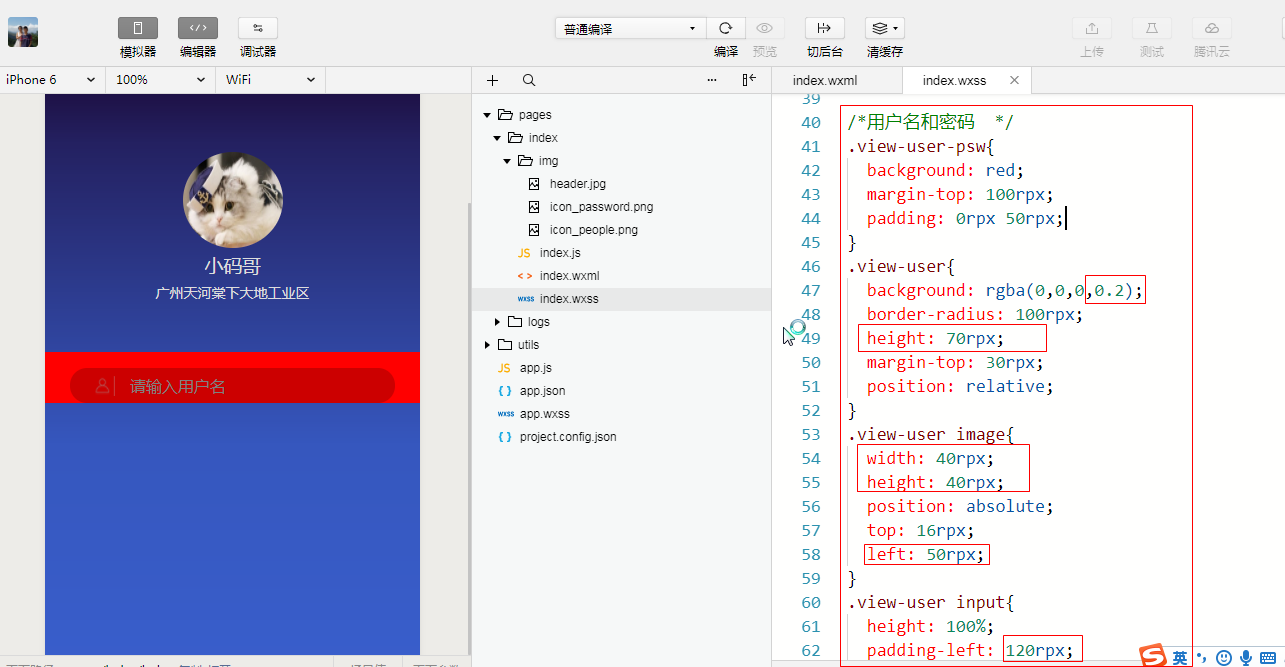 模拟器
编辑器
调试器
普通编译
编译
预览
切后台
清缓存
上传
测试
腾讯云
iPhone 6
100%
WiFi
小码哥
广州天河棠下大地工业区
请输入用户名
pages
index
img
header.jpg
icon_password.png
icon_people.png
JS index.js
<> index.wxml
wxss index.wxss
logs
utils
JS app.js
{} app.json
wxss app.wxss
{} project.config.json
index.wxml
index.wxss
39
40 /*用户名和密码  */
41 .view-user-psw{
42 background: red;
43 margin-top: 100rpx;
44 padding: 0rpx 50rpx;
45 }
46 .view-user{
47 background: rgba(0,0,0,0.2);
48 border-radius: 100rpx;
49 height: 70rpx;
50 margin-top: 30rpx;
51 position: relative;
52 }
53 .view-user image{
54 width: 40rpx;
55 height: 40rpx;
56 position: absolute;
57 top: 16rpx;
58 left: 50rpx;
59 }
60 .view-user input{
61 height: 100%;
62 padding-left: 120rpx;
英